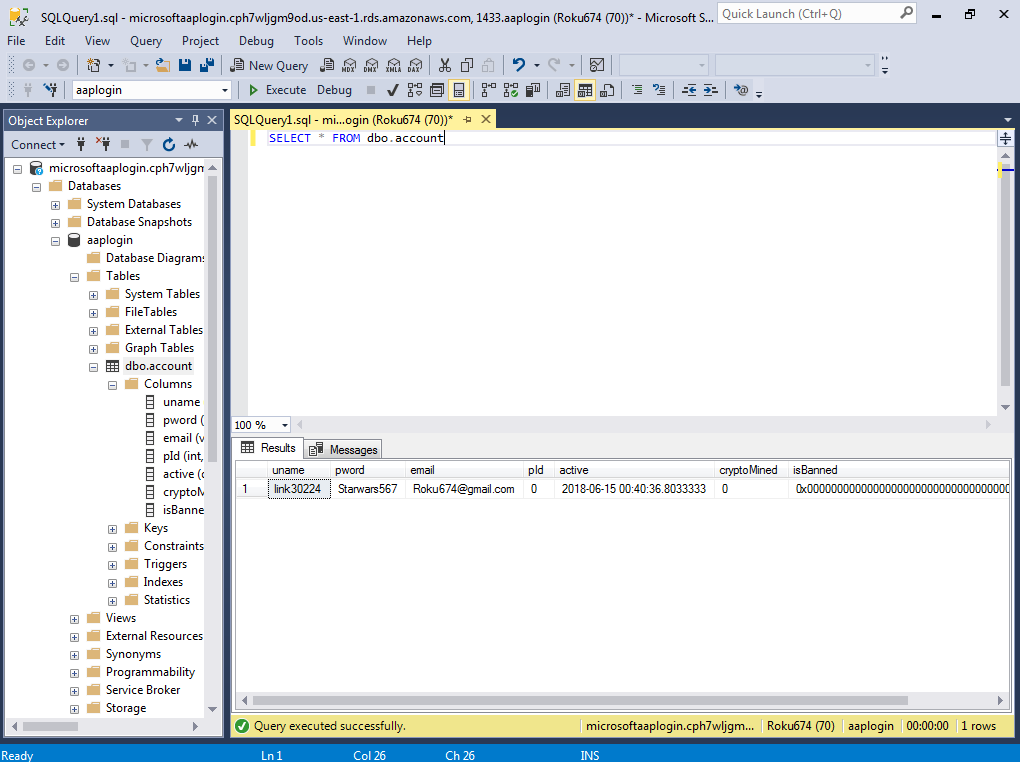 SQLQuery1.sql - microsoftaaplogin.cph7wljgm9od.us-east-1.rds.amazonaws.com, 1433.aaplogin (Roku674 (70))* - Microsoft S...
Quick Launch (Ctrl+Q)
File Edit View Query Project Debug Tools Window Help
New Query MDX DMX XMLA DAX
aaplogin Execute Debug
Object Explorer
SQLQuery1.sql - mi...ogin (Roku674 (70))*
Connect
SELECT * FROM dbo.account
microsoftaaplogin.cph7wljgm
Databases
System Databases
Database Snapshots
aaplogin
Database Diagrams
Tables
System Tables
FileTables
External Tables
Graph Tables
dbo.account
Columns
uname
pword (
email (v
pId (int,
active (
cryptoM
isBanne
Keys
Constraints
Triggers
Indexes
Statistics
Views
External Resources
Synonyms
Programmability
Service Broker
Storage
100 %
Results Messages
uname pword email pId active cryptoMined isBanned
1 link30224 Starwars567 Roku674@gmail.com 0 2018-06-15 00:40:36.8033333 0 0x00000000000000000000000000000000
Query executed successfully.
microsoftaaplogin.cph7wljgm... Roku674 (70) aaplogin 00:00:00 1 rows
Ready Ln 1 Col 26 Ch 26 INS